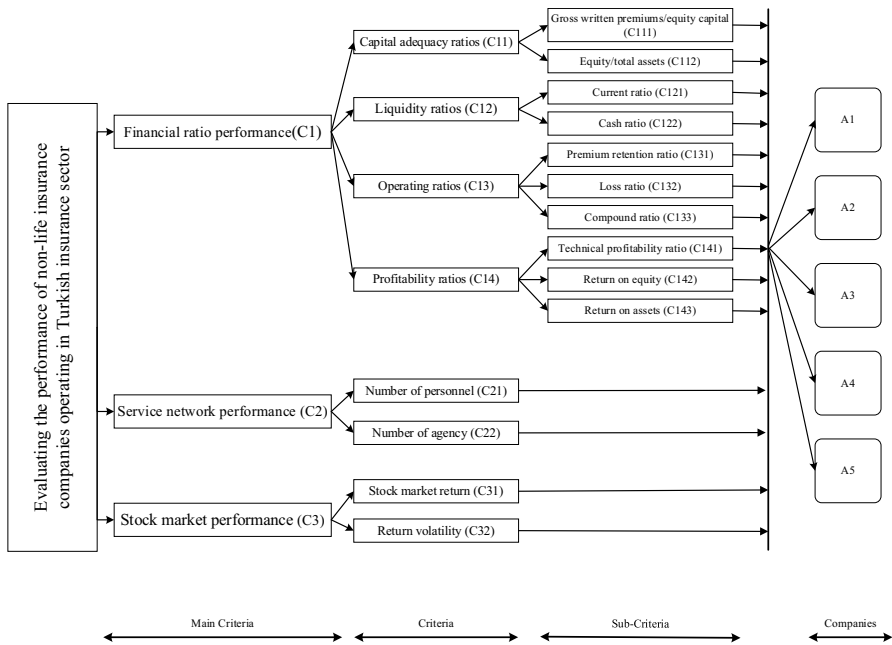 Evaluating the performance of non-life insurance
companies operating in Turkish insurance sector
Financial ratio performance(C1)
Service network performance (C2)
Stock market performance (C3)
Capital adequacy ratios (C11)
Liquidity ratios (C12)
Operating ratios (C13)
Profitability ratios (C14)
Number of personnel (C21)
Number of agency (C22)
Stock market return (C31)
Return volatility (C32)
Gross written premiums/equity capital
(C111)
Equity/total assets (C112)
Current ratio (C121)
Cash ratio (C122)
Premium retention ratio (C131)
Loss ratio (C132)
Compound ratio (C133)
Technical profitability ratio (C141)
Return on equity (C142)
Return on assets (C143)
A1
A2
A3
A4
A5
Main Criteria
Criteria
Sub-Criteria
Companies